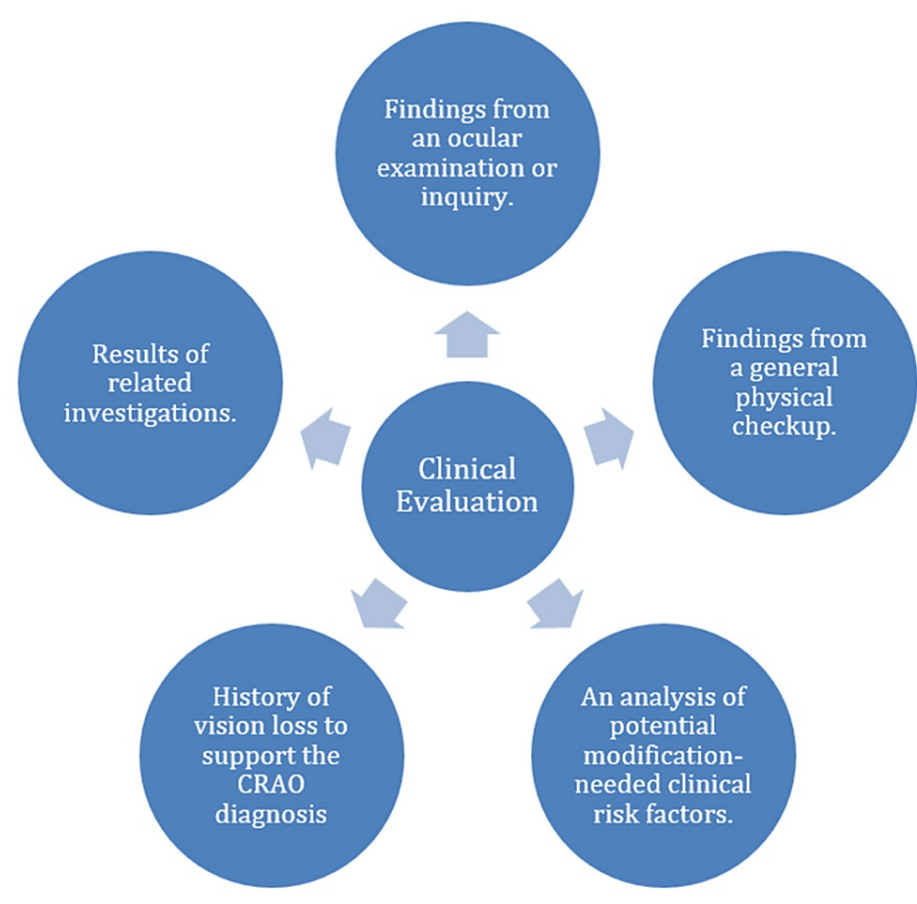 Findings from
an ocular
examination or
inquiry.
Findings from
a general
physical
checkup.
Results of
related
investigations.
Clinical
Evaluation
History of
vision loss to
support the
CRAO
diagnosis
An analysis of
potential
modification-
needed clinical
risk factors.